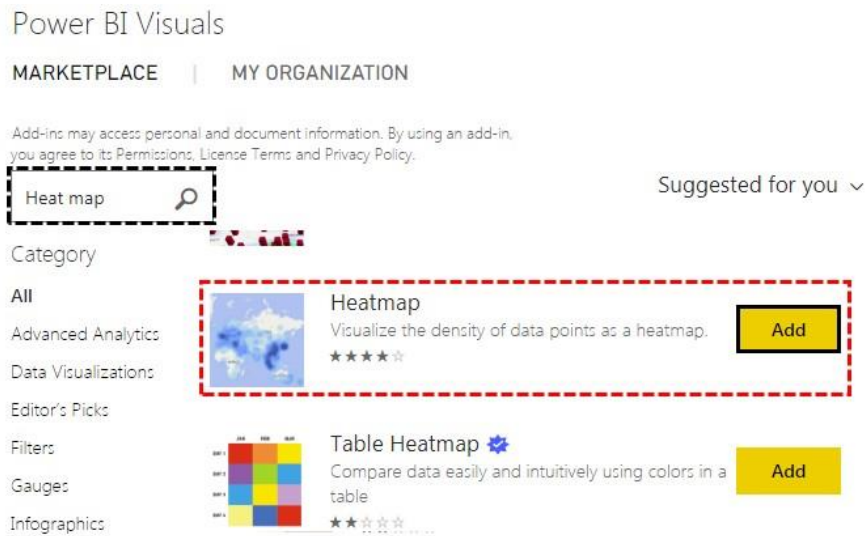 Power BI Visuals
MARKETPLACE | MY ORGANIZATION
Add-ins may access personal and document information. By using an add-in,
you agree to its Permissions, License Terms and Privacy Policy.
Heat map
Suggested for you
Category
All
Advanced Analytics
Data Visualizations
Editor's Picks
Filters
Gauges
Infographics
Heatmap
Visualize the density of data points as a heatmap.
Add
Table Heatmap
Compare data easily and intuitively using colors in a
table
Add